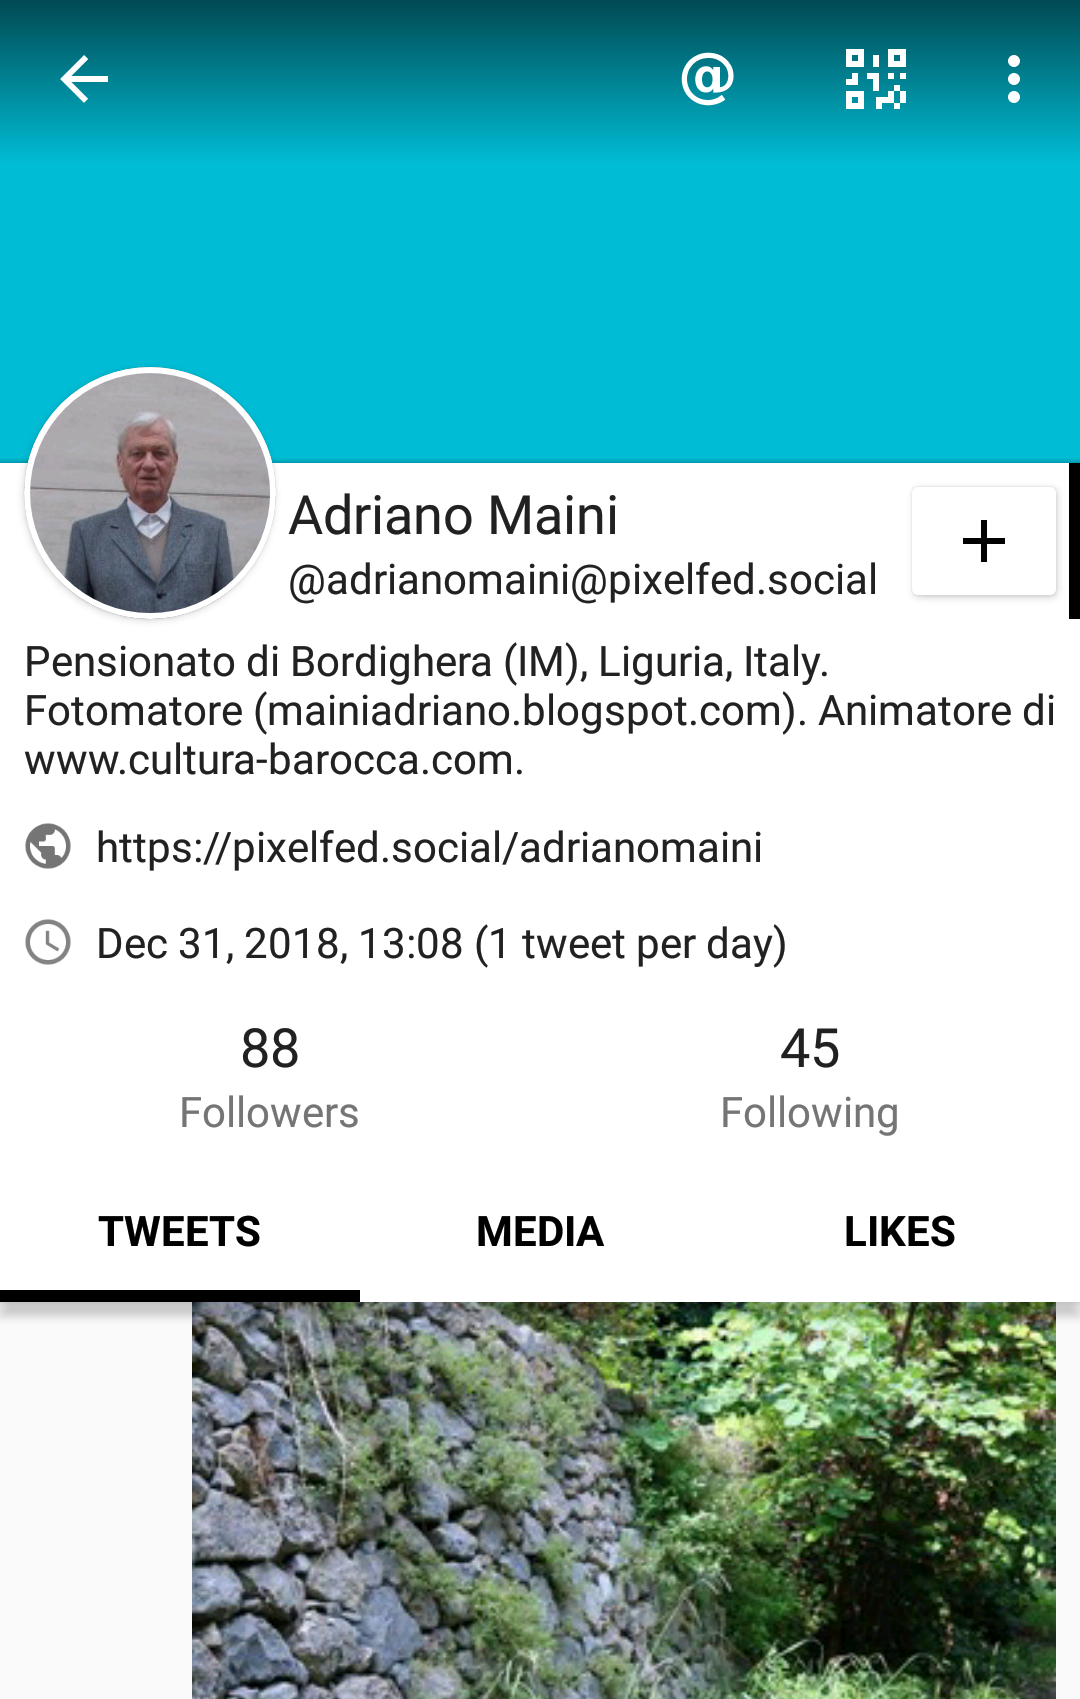 @
Adriano Maini
@adrianomaini@pixelfed.social
Pensionato di Bordighera (IM), Liguria, Italy.
Fotomatore (mainiadriano.blogspot.com). Animatore di
www.cultura-barocca.com.
https://pixelfed.social/adrianomaini
Dec 31, 2018, 13:08 (1 tweet per day)
88 45
Followers Following
TWEETS MEDIA LIKES